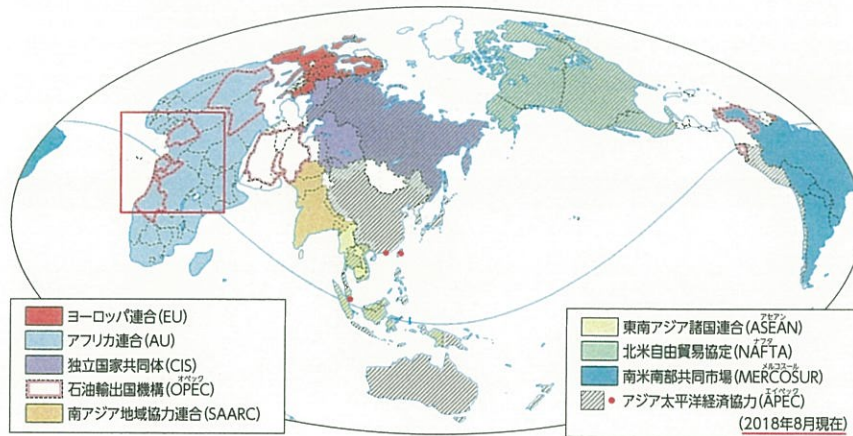 ヨーロッパ連合(EU)
アフリカ連合(AU)
独立国家共同体(CIS)
オペック
石油輸出国機構(OPEC)
南アジア地域協力連合(SAARC)
アセアン
東南アジア諸国連合(ASEAN)
ナフタ
北米自由貿易協定(NAFTA)
メルコスール
南米南部共同市場(MERCOSUR)
エイペック
アジア太平洋経済協力(APEC)
(2018年8月現在)